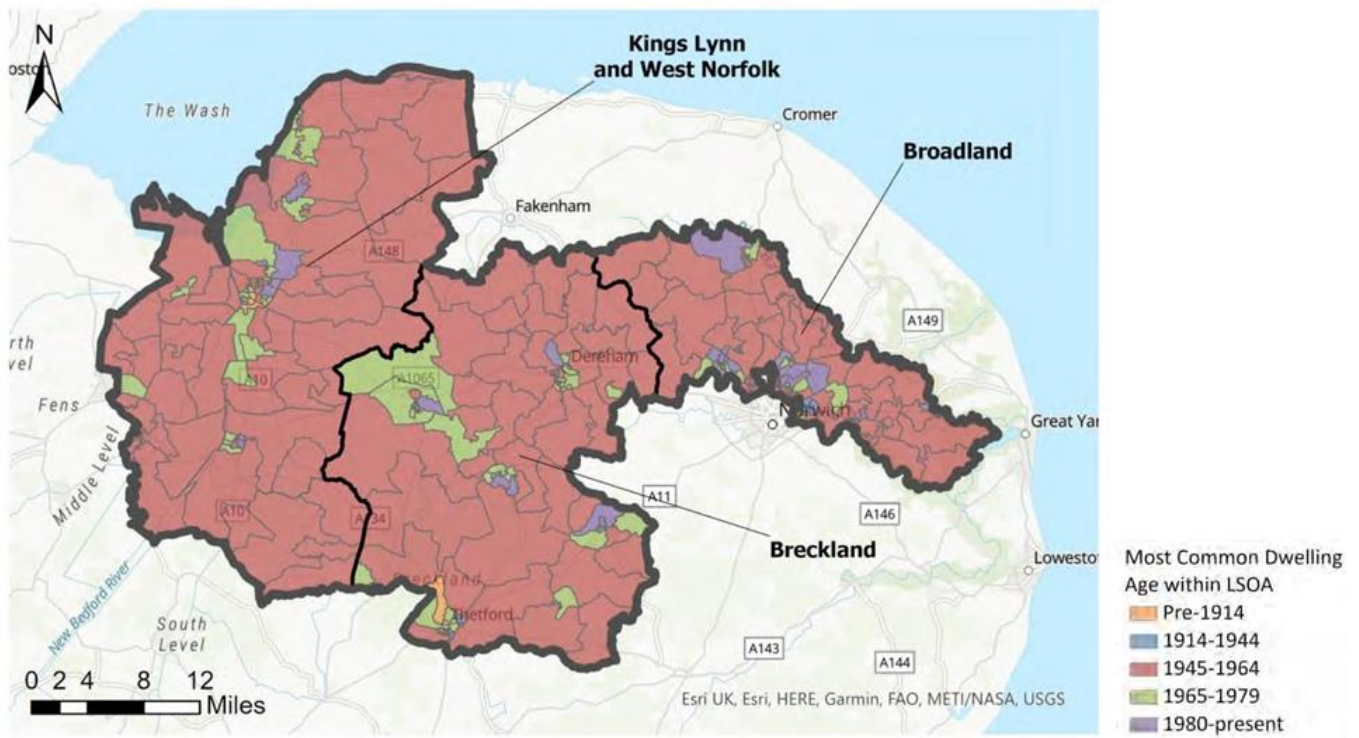 N
Kings Lynn
and West Norfolk
The Wash
Cromer
Broadland
Fakenham
A148
A149
Dereham
A1065
A10
Fens
Norwich
Great Yar
Middle Level
A10
A11
A146
Breckland
Lowestof
New Bedford River
Thetford
South
Level
A143
A144
0 2 4 8 12
Miles
Esri UK, Esri, HERE, Garmin, FAO, METI/NASA, USGS
Most Common Dwelling
Age within LSOA
Pre-1914
1914-1944
1945-1964
1965-1979
1980-present